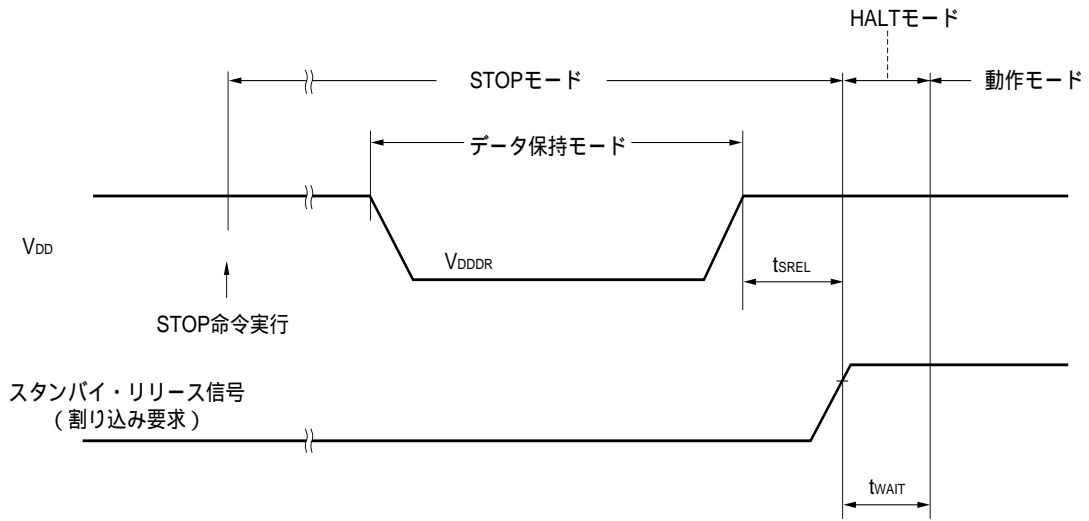 HALTモード
STOPモード
動作モード
データ保持モード
VDD
VDDDR
tSREL
STOP命令実行
スタンバイ・リリース信号
（割り込み要求）
tWAIT